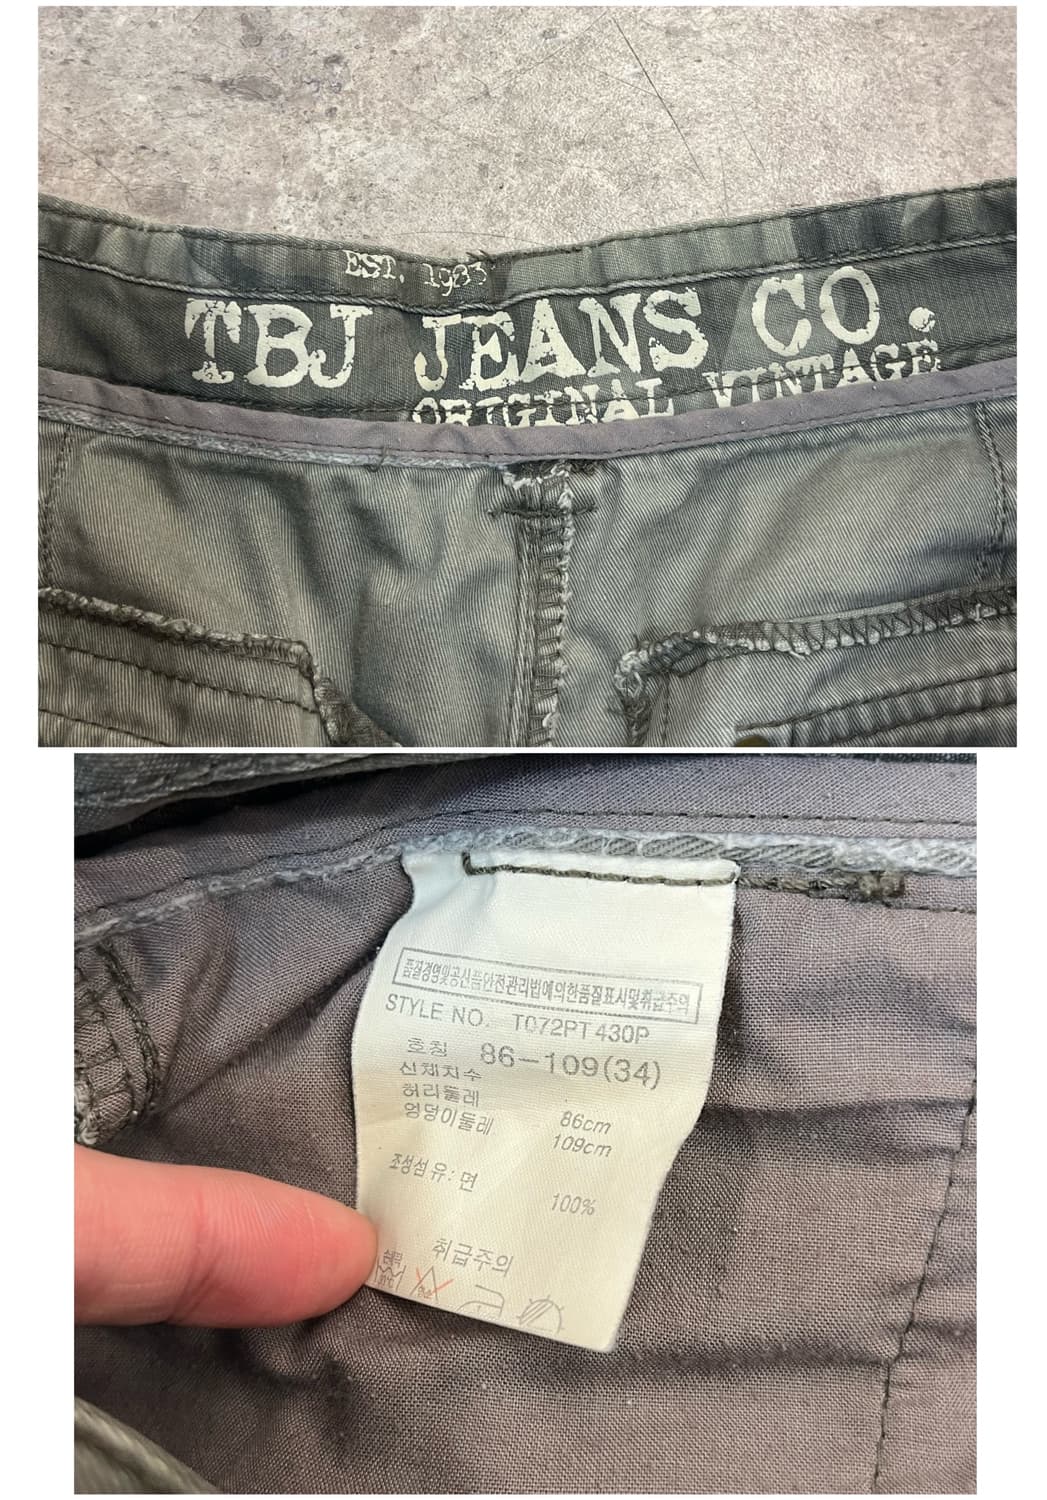 EST. 1983
TBJ JEANS CO.
ORIGINAL VINTAGE
품질경영및공산품안전관리법에의한품질표시및취급주의
STYLE NO. T072PT430P
호칭 86-109(34)
신체치수
허리둘레 86cm
엉덩이둘레 109cm
조성섬유: 면 100%
취급주의